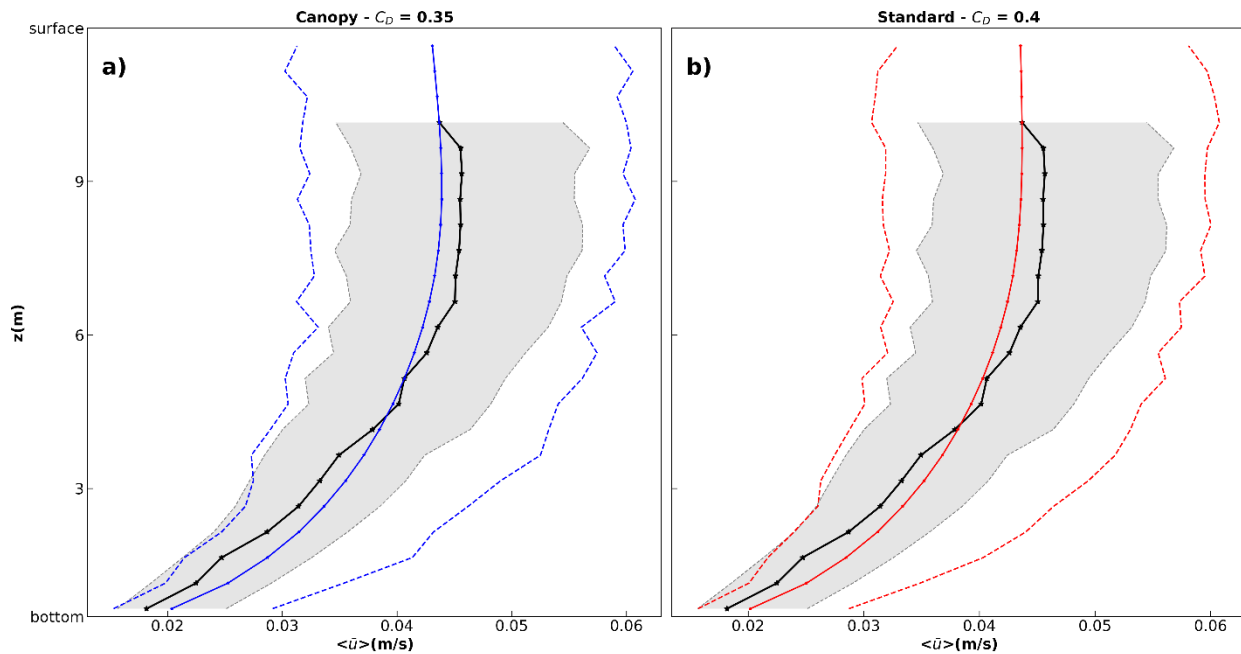 Canopy - C_D = 0.35
Standard - C_D = 0.4
surface
a)
b)
9
z(m)
6
3
bottom
0.02 0.03 0.04 0.05 0.06
0.02 0.03 0.04 0.05 0.06
<ū>(m/s)
<ū>(m/s)